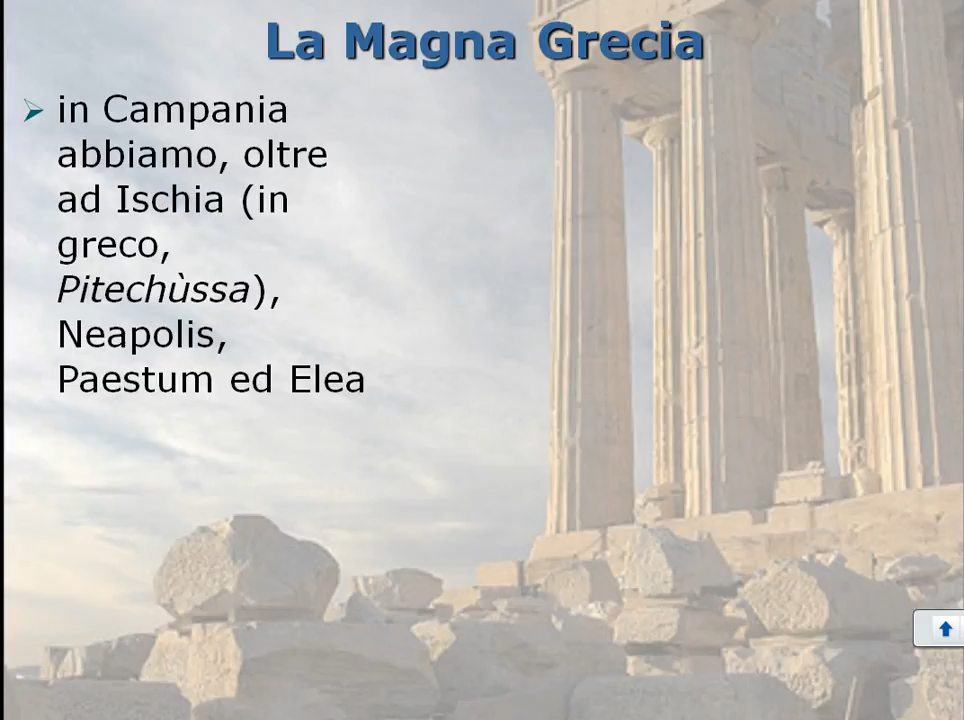 La Magna Grecia
in Campania
abbiamo, oltre
ad Ischia (in
greco,
Pitechùssa),
Neapolis,
Paestum ed Elea